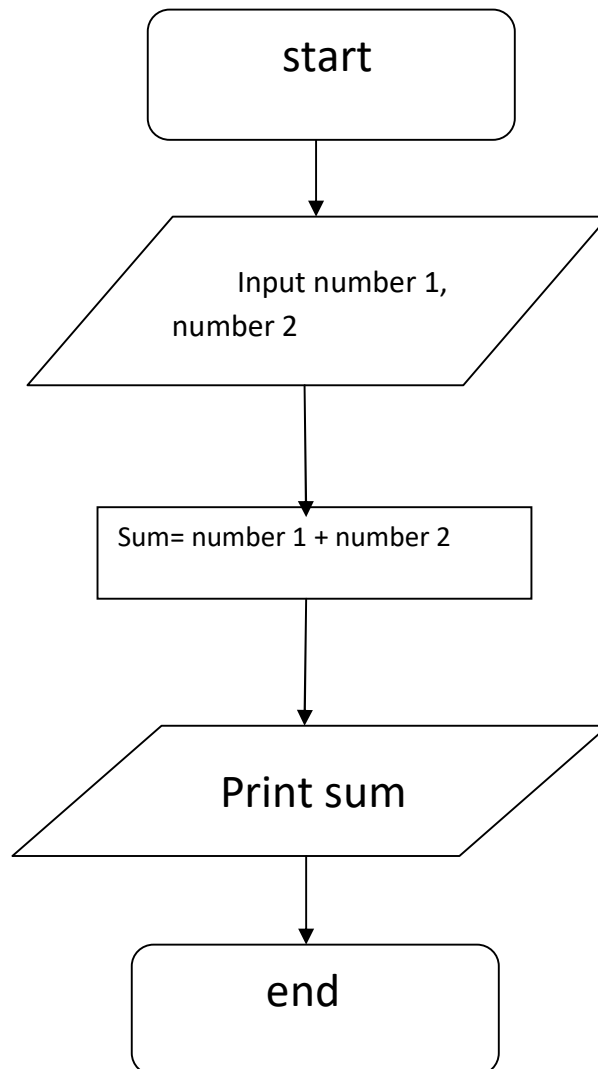 start
Input number 1,
number 2
Sum= number 1 + number 2
Print sum
end